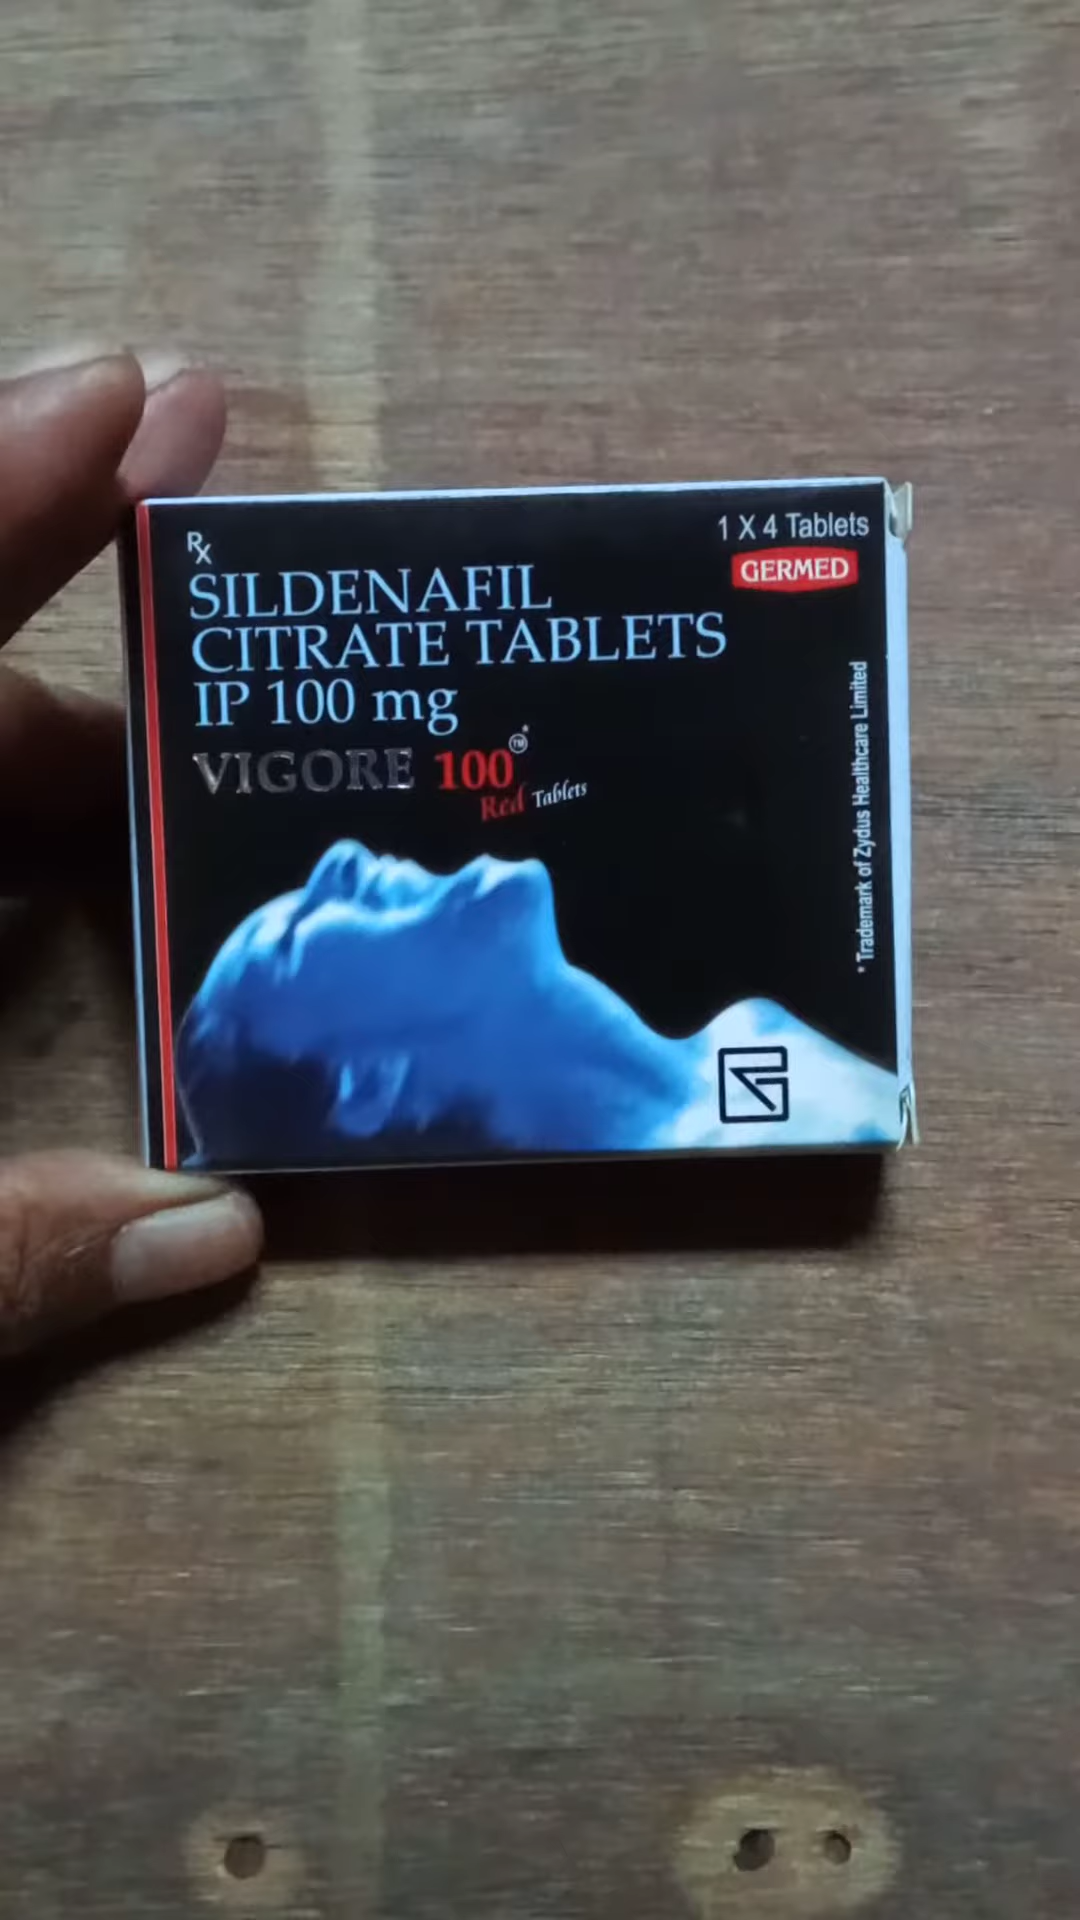 Rx
SILDENAFIL
CITRATE TABLETS
IP 100 mg
VIGORE 100™*
Red Tablets
1 X 4 Tablets
GERMED
* Trademark of Zydus Healthcare Limited